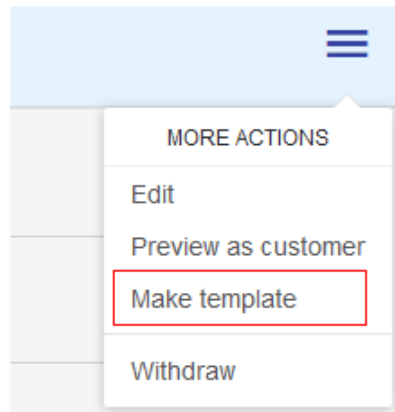 MORE ACTIONS
Edit
Preview as customer
Make template
Withdraw